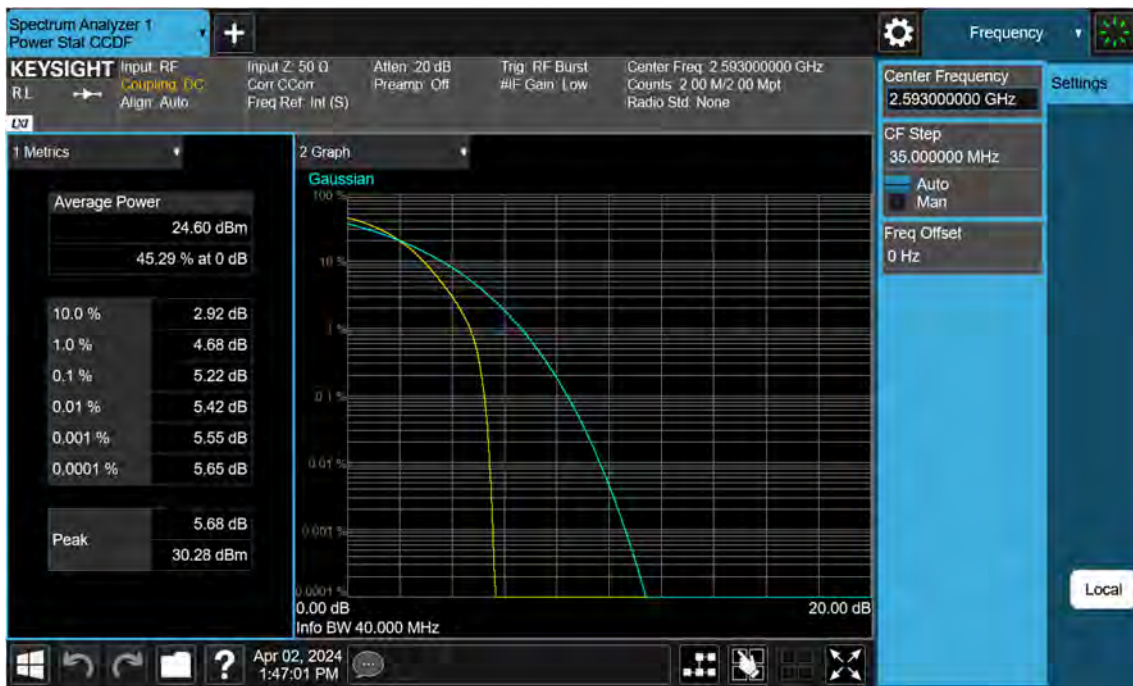 Spectrum Analyzer 1
Power Stat CCDF
+
Frequency
KEYSIGHT
Input: RF
Input Z: 50 Ω
Atten: 20 dB
Trig: RF Burst
Center Freq: 2.593000000 GHz
RL
Coupling: DC
Corr CCorr
Preamp: Off
#IF Gain: Low
Counts: 2.00 M/2.00 Mpt
Align: Auto
Freq Ref: Int (S)
Radio Std: None
LXI
1 Metrics
Average Power
24.60 dBm
45.29 % at 0 dB
10.0 % 2.92 dB
1.0 % 4.68 dB
0.1 % 5.22 dB
0.01 % 5.42 dB
0.001 % 5.55 dB
0.0001 % 5.65 dB
Peak
5.68 dB
30.28 dBm
2 Graph
Gaussian
100 %
10 %
1 %
0.1 %
0.01 %
0.001 %
0.0001 %
0.00 dB 20.00 dB
Info BW 40.000 MHz
Center Frequency
2.593000000 GHz
CF Step
35.000000 MHz
Auto
Man
Freq Offset
0 Hz
Settings
Local
?
Apr 02, 2024
1:47:01 PM